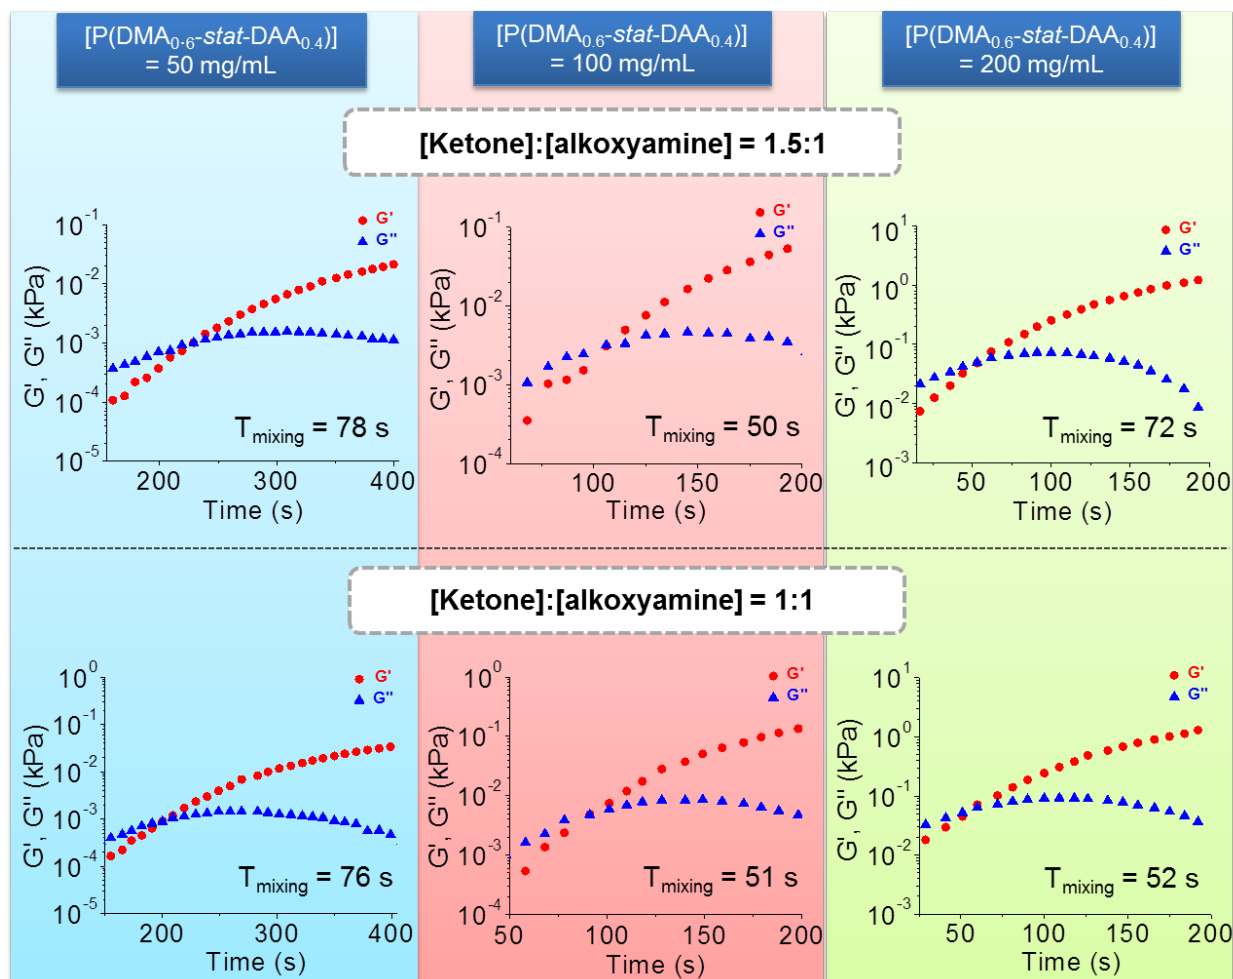 [P(DMA₀.₆-stat-DAA₀.₄)]
= 50 mg/mL
[P(DMA₀.₆-stat-DAA₀.₄)]
= 100 mg/mL
[P(DMA₀.₆-stat-DAA₀.₄)]
= 200 mg/mL
[Ketone]:[alkoxyamine] = 1.5:1
G', G'' (kPa)
10⁻¹
10⁻²
10⁻³
10⁻⁴
10⁻⁵
G'
G''
T_mixing = 78 s
200 300 400
Time (s)
G', G'' (kPa)
10⁻¹
10⁻²
10⁻³
10⁻⁴
G'
G''
T_mixing = 50 s
100 150 200
Time (s)
G', G'' (kPa)
10¹
10⁰
10⁻¹
10⁻²
10⁻³
G'
G''
T_mixing = 72 s
50 100 150 200
Time (s)
[Ketone]:[alkoxyamine] = 1:1
G', G'' (kPa)
10⁰
10⁻¹
10⁻²
10⁻³
10⁻⁴
10⁻⁵
G'
G''
T_mixing = 76 s
200 300 400
Time (s)
G', G'' (kPa)
10⁰
10⁻¹
10⁻²
10⁻³
10⁻⁴
G'
G''
T_mixing = 51 s
50 100 150 200
Time (s)
G', G'' (kPa)
10¹
10⁰
10⁻¹
10⁻²
10⁻³
G'
G''
T_mixing = 52 s
50 100 150 200
Time (s)